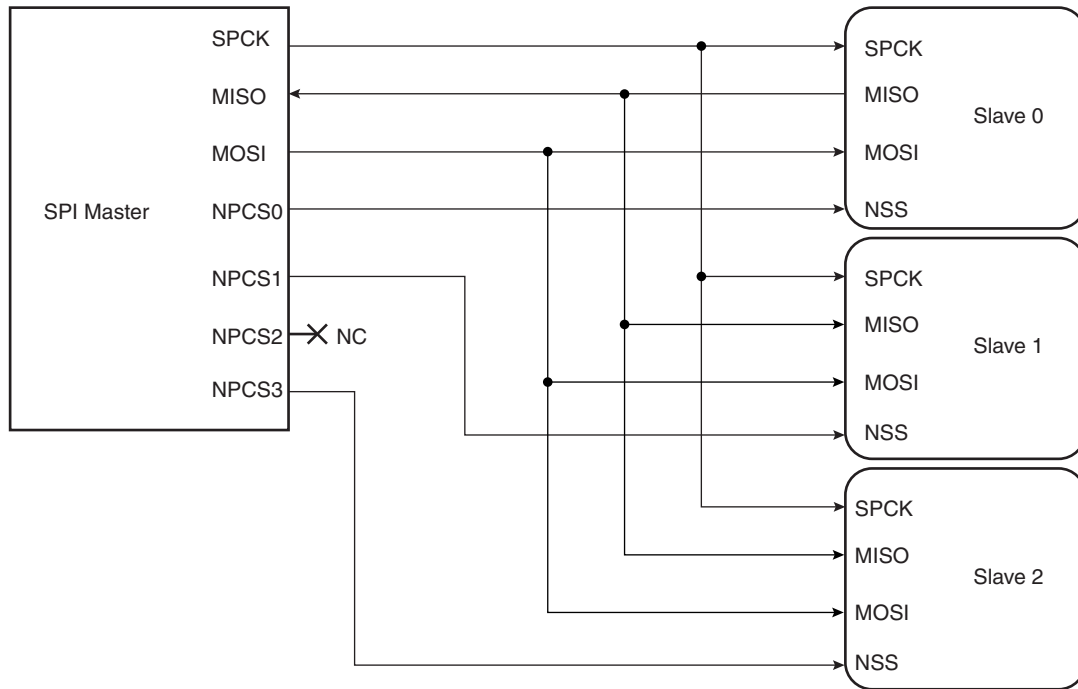 SPI Master
SPCK
MISO
MOSI
NPCS0
NPCS1
NPCS2
NC
NPCS3
SPCK
MISO
MOSI
NSS
Slave 0
SPCK
MISO
MOSI
NSS
Slave 1
SPCK
MISO
MOSI
NSS
Slave 2